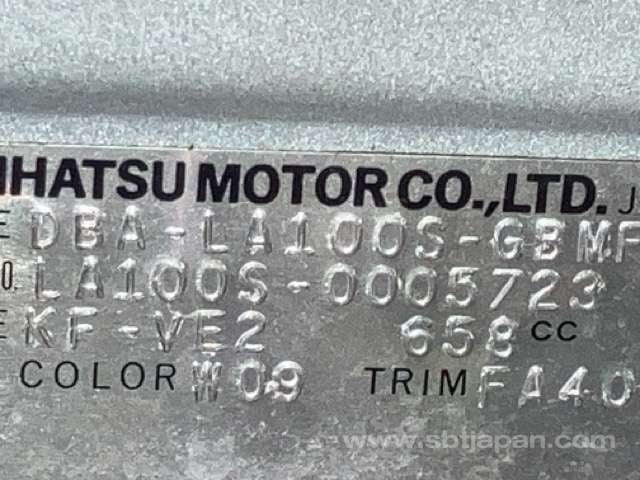 IHATSU MOTOR CO.,LTD. J
E DBA-LA100S-GBMF
O. LA100S-0005723
E KF-VE2 658 CC
COLOR W09 TRIM FA40
www.sbtjapan.com